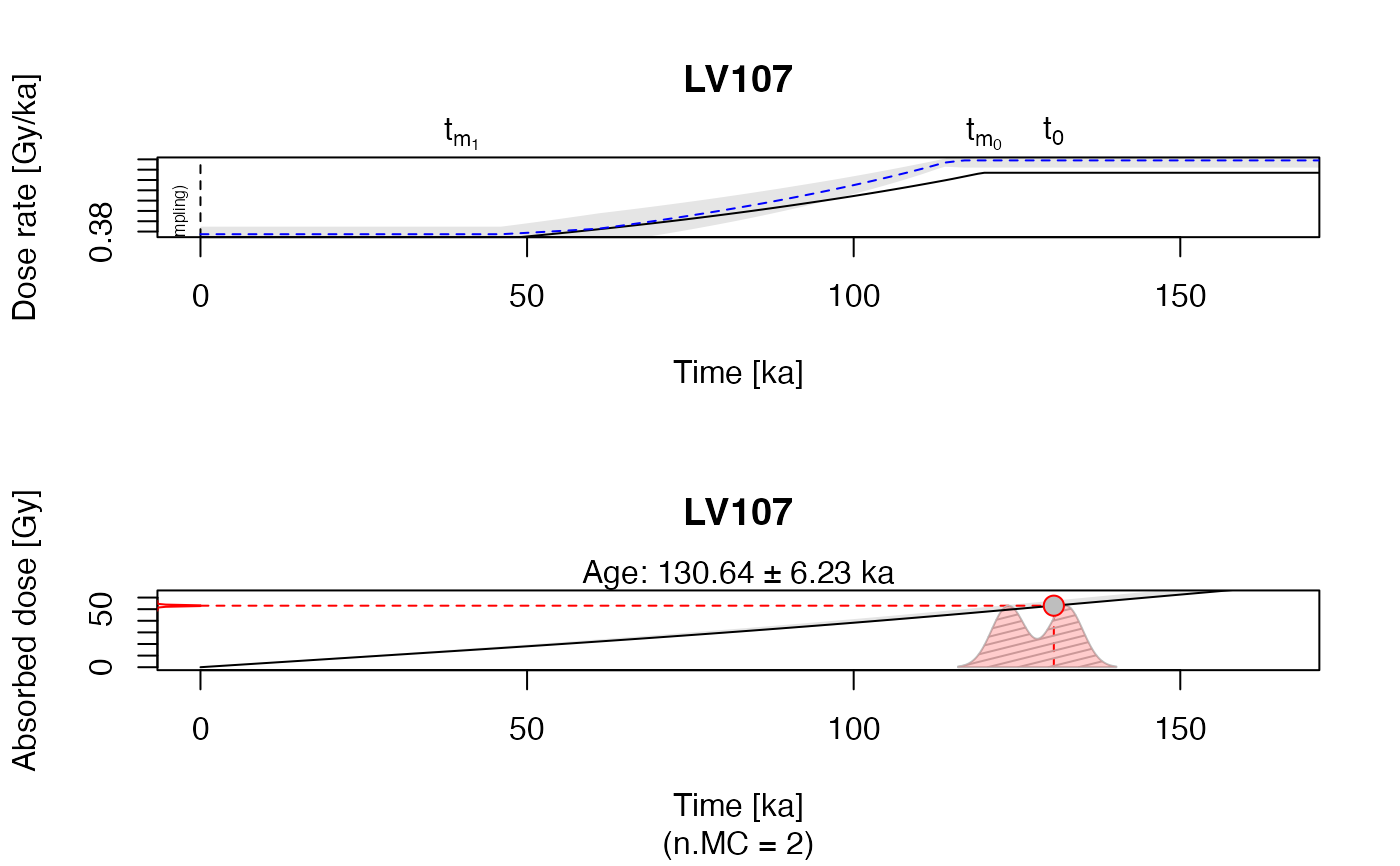 LV107
t_m₁ t_m₀ t₀
Dose rate [Gy/ka]
0.38
mpling)
0 50 100 150
Time [ka]
LV107
Age: 130.64 ± 6.23 ka
Absorbed dose [Gy]
0 50
0 50 100 150
Time [ka]
(n.MC = 2)